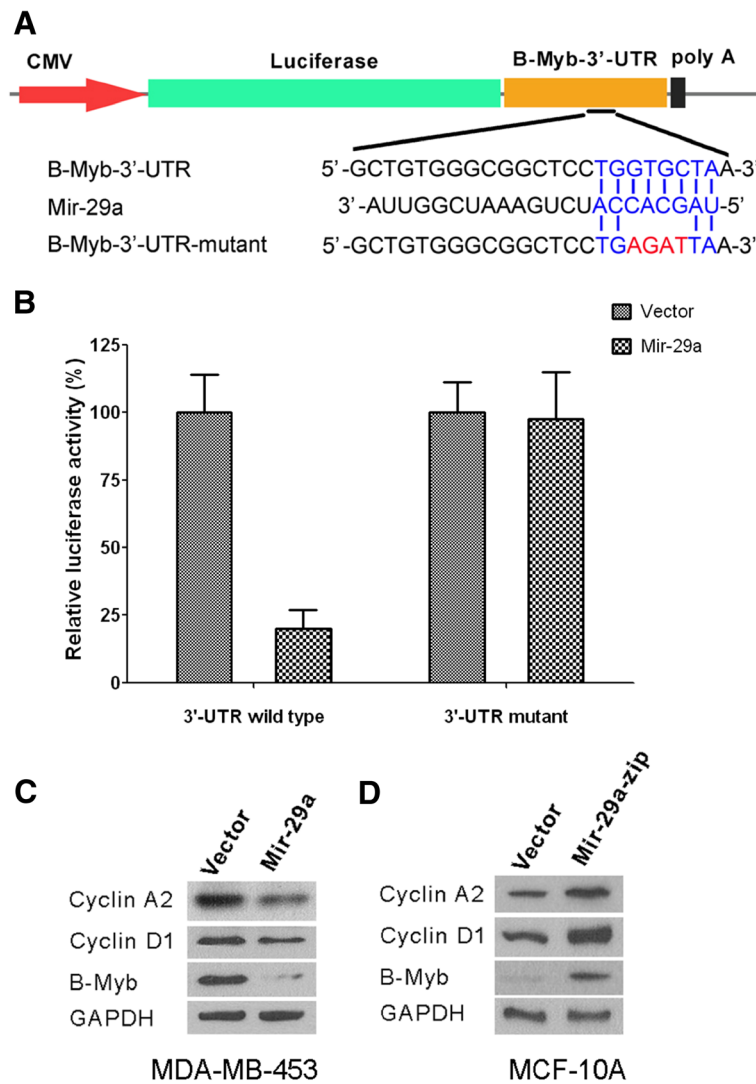 A
CMV
Luciferase
B-Myb-3'-UTR
poly A
B-Myb-3'-UTR 5'-GCTGTGGGCGGCTCCTGGTGCTAA-3'
Mir-29a 3'-AUUGGCUAAAGUCUACCACGAU-5'
B-Myb-3'-UTR-mutant 5'-GCTGTGGGCGGCTCCTGAGATTAA-3'
B
Vector
Mir-29a
Relative luciferase activity (%)
125
100
75
50
25
0
3'-UTR wild type
3'-UTR mutant
C
Vector
Mir-29a
Cyclin A2
Cyclin D1
B-Myb
GAPDH
MDA-MB-453
D
Vector
Mir-29a-zip
Cyclin A2
Cyclin D1
B-Myb
GAPDH
MCF-10A